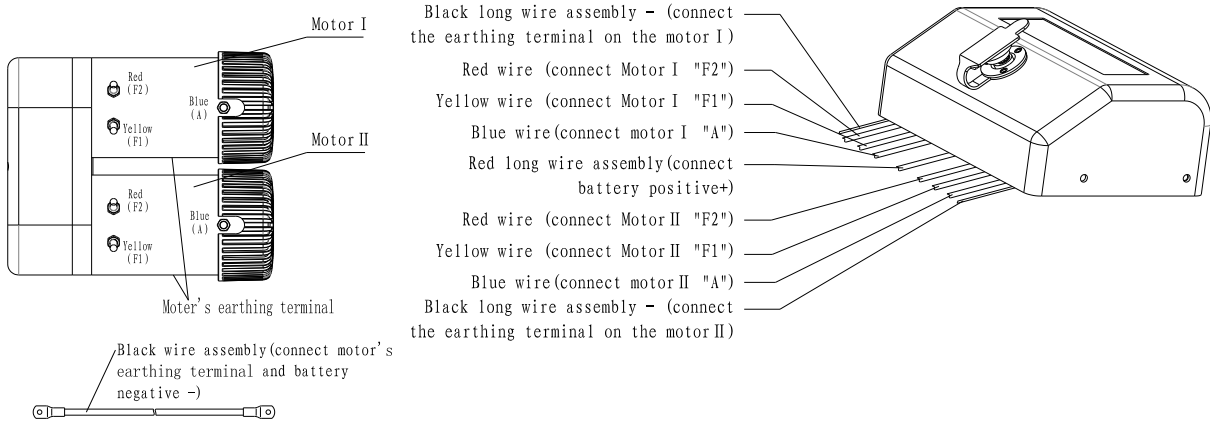 Motor Ⅰ
Red
(F2)
Blue
(A)
Yellow
(F1)
Motor Ⅱ
Red
(F2)
Blue
(A)
Yellow
(F1)
Moter's earthing terminal
Black wire assembly(connect motor's
earthing terminal and battery
negative -)
Black long wire assembly - (connect
the earthing terminal on the motor Ⅰ)
Red wire (connect Motor Ⅰ "F2")
Yellow wire (connect Motor Ⅰ "F1")
Blue wire(connect motor Ⅰ "A")
Red long wire assembly(connect
battery positive+)
Red wire (connect Motor Ⅱ "F2")
Yellow wire (connect Motor Ⅱ "F1")
Blue wire(connect motor Ⅱ "A")
Black long wire assembly - (connect
the earthing terminal on the motor Ⅱ)